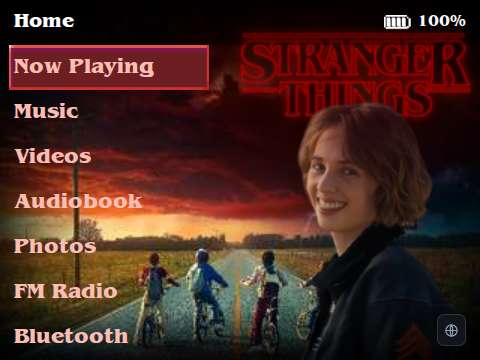 Home
100%
STRANGER
THINGS
Now Playing
Music
Videos
Audiobook
Photos
FM Radio
Bluetooth